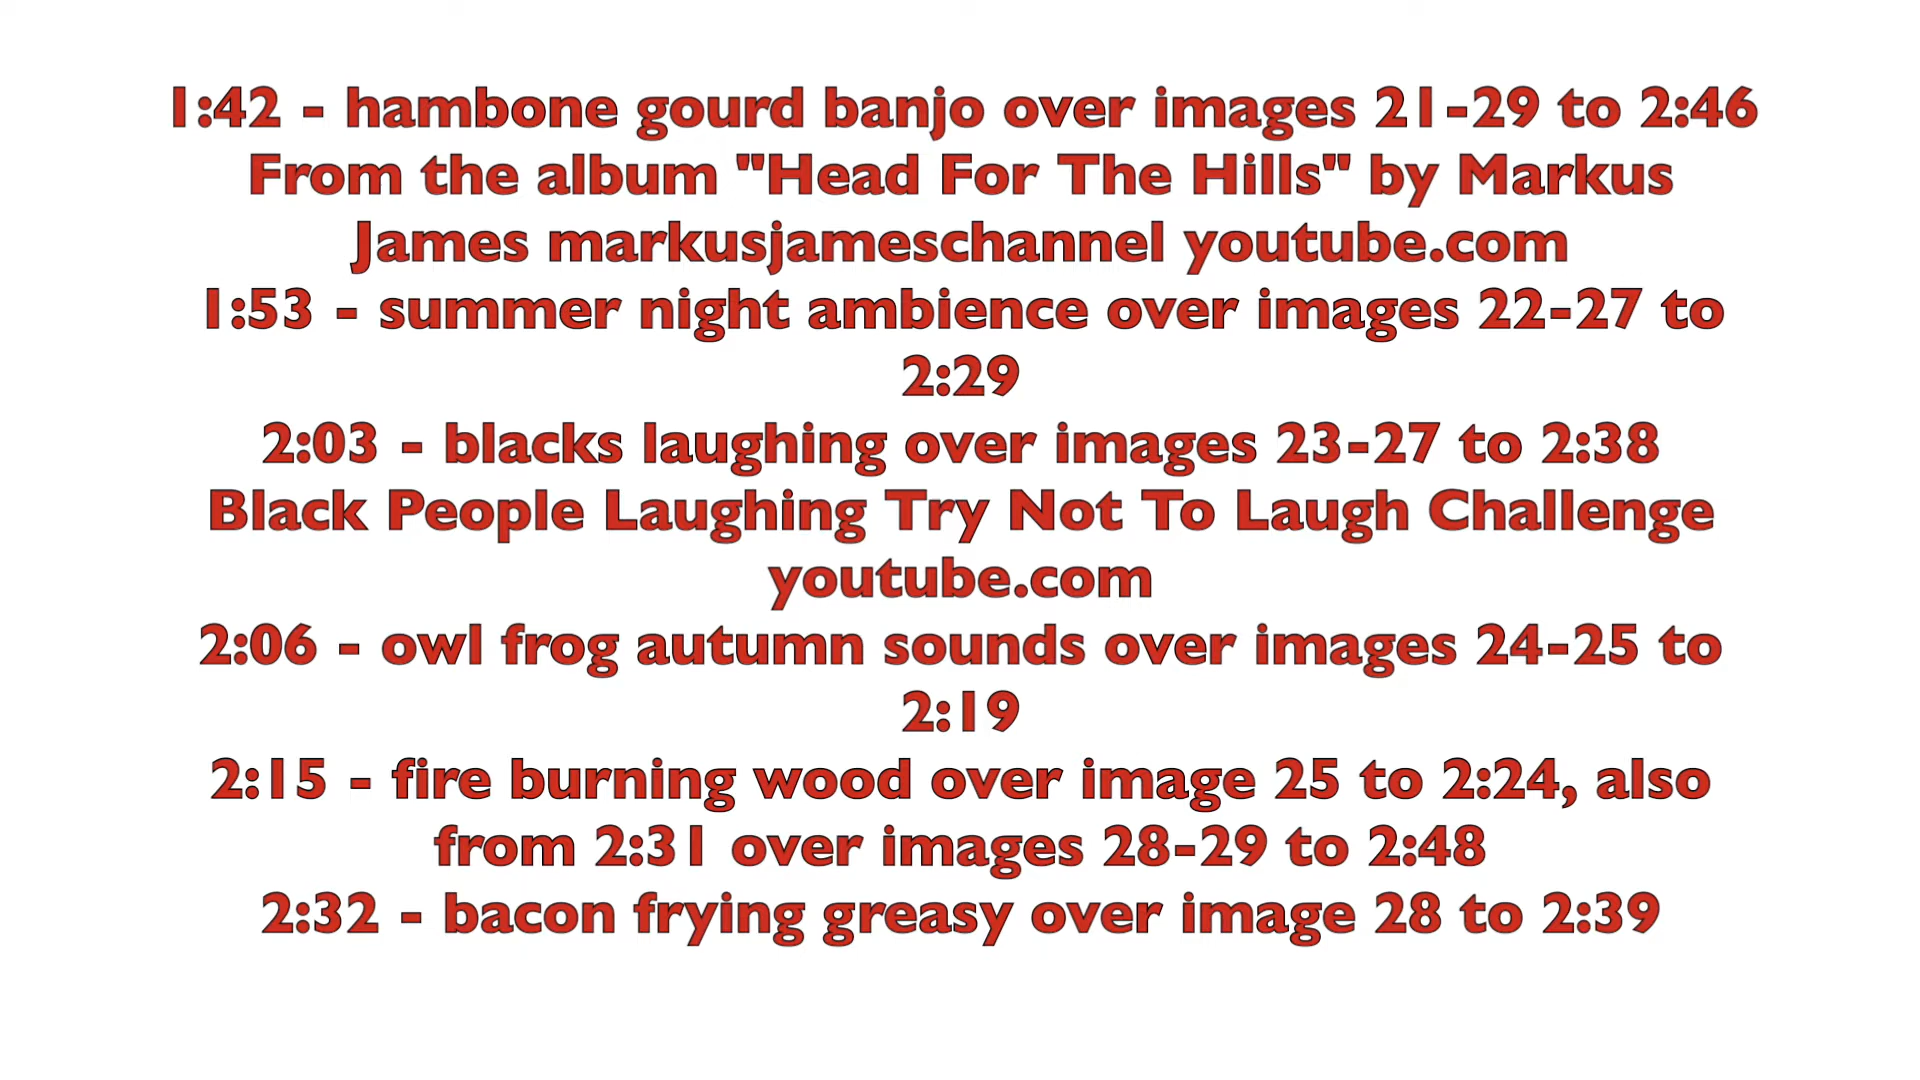 1:42 - hambone gourd banjo over images 21-29 to 2:46
From the album "Head For The Hills" by Markus
James markusjameschannel youtube.com
1:53 - summer night ambience over images 22-27 to
2:29
2:03 - blacks laughing over images 23-27 to 2:38
Black People Laughing Try Not To Laugh Challenge
youtube.com
2:06 - owl frog autumn sounds over images 24-25 to
2:19
2:15 - fire burning wood over image 25 to 2:24, also
from 2:31 over images 28-29 to 2:48
2:32 - bacon frying greasy over image 28 to 2:39